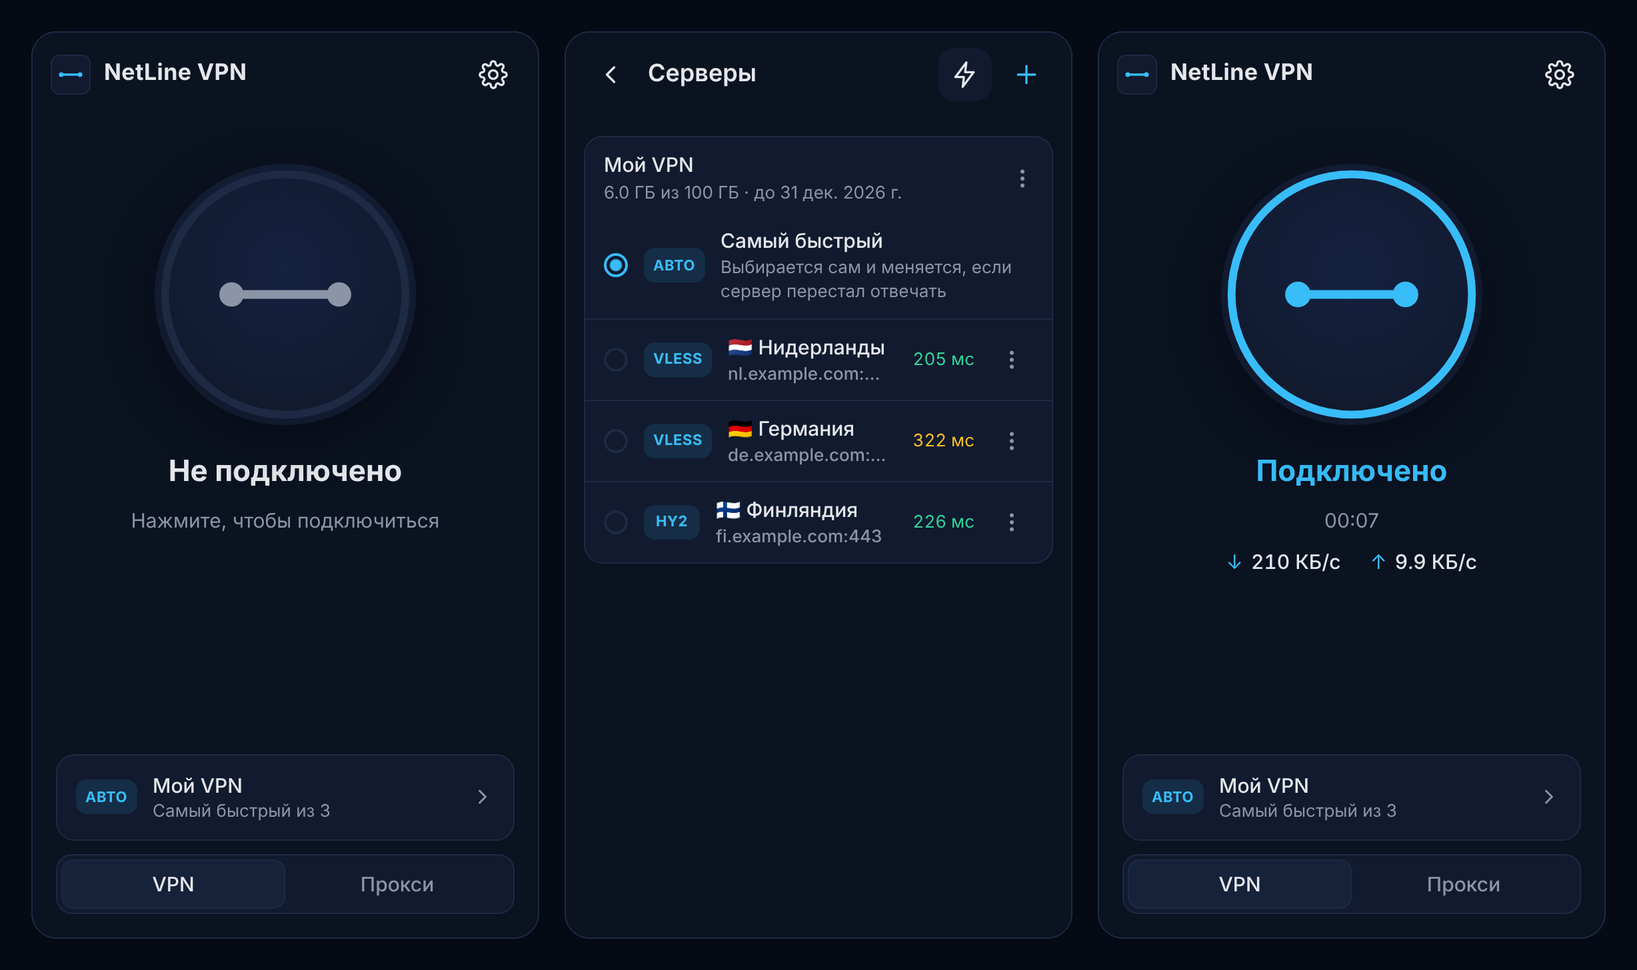 NetLine VPN
Не подключено
Нажмите, чтобы подключиться
АВТО
Мой VPN
Самый быстрый из 3
VPN
Прокси
Серверы
Мой VPN
6.0 ГБ из 100 ГБ · до 31 дек. 2026 г.
АВТО
Самый быстрый
Выбирается сам и меняется, если
сервер перестал отвечать
VLESS
🇳🇱 Нидерланды
nl.example.com:...
205 мс
VLESS
🇩🇪 Германия
de.example.com:...
322 мс
HY2
🇫🇮 Финляндия
fi.example.com:443
226 мс
NetLine VPN
Подключено
00:07
↓ 210 КБ/с ↑ 9.9 КБ/с
АВТО
Мой VPN
Самый быстрый из 3
VPN
Прокси